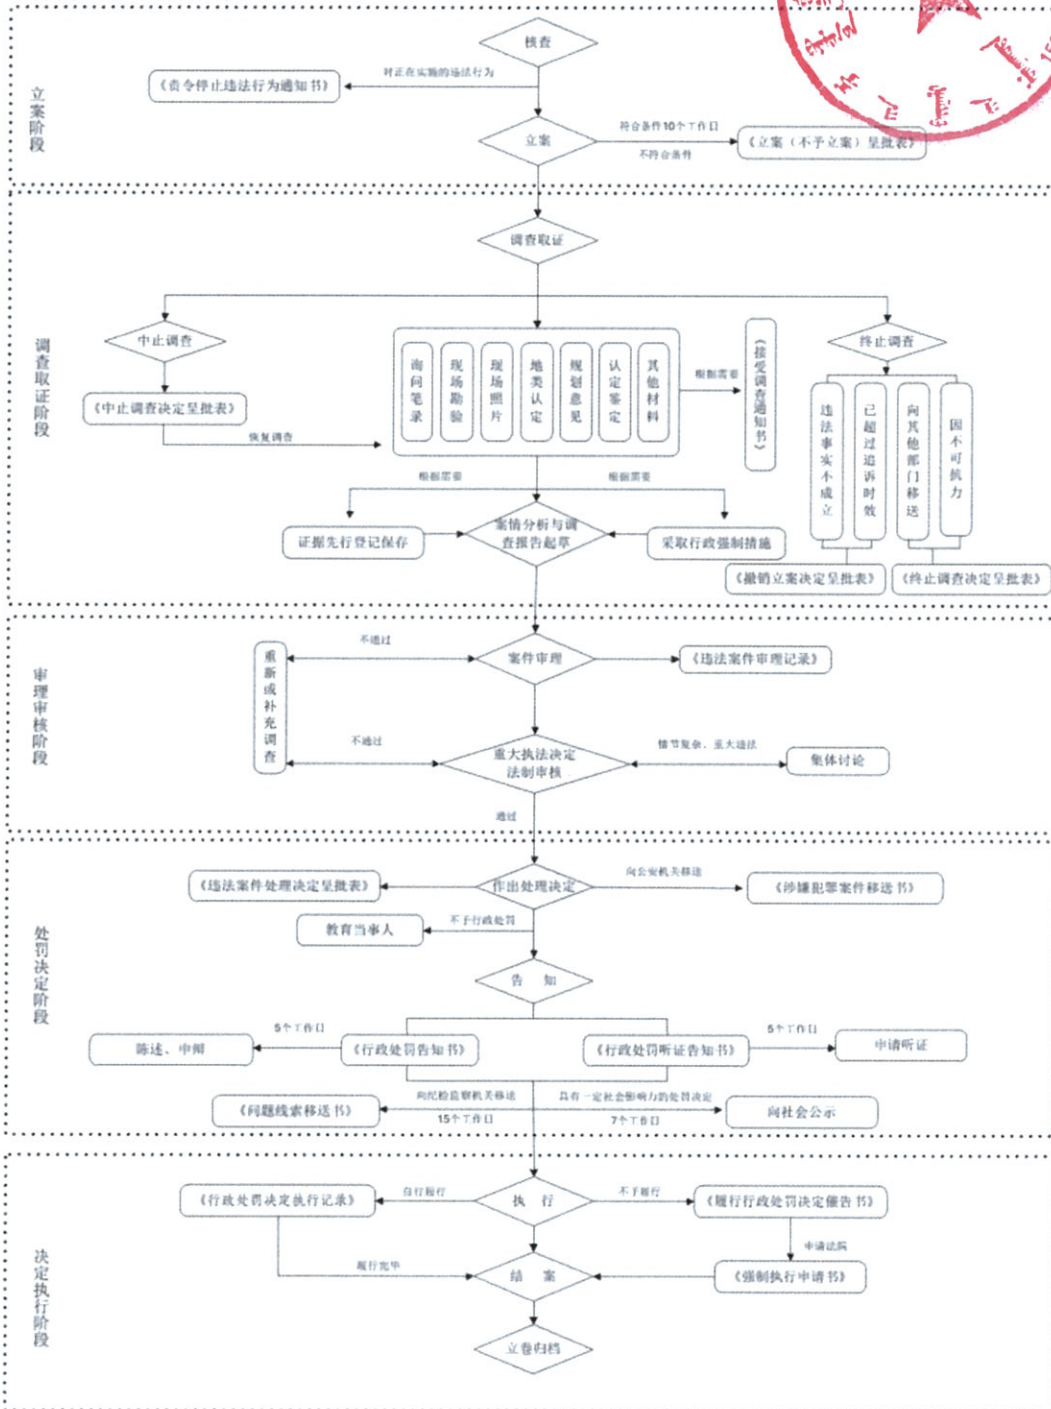 立案阶段
核查
对正在实施的违法行为
《责令停止违法行为通知书》
立案
符合条件10个工作日
不符合条件
《立案(不予立案)呈批表》
调查取证阶段
调查取证
中止调查
《中止调查决定呈批表》
恢复调查
询问笔录
现场勘验
现场照片
地类认定
规划意见
认定鉴定
其他材料
根据需要
《接受调查通知书》
终止调查
违法事实不成立
已超过追诉时效
向其他部门移送
因不可抗力
《撤销立案决定呈批表》
《终止调查决定呈批表》
根据需要
根据需要
证据先行登记保存
案情分析与调
查报告起草
采取行政强制措施
审理审核阶段
不通过
案件审理
《违法案件审理记录》
重新或补充调查
不通过
重大执法决定
法制审核
情节复杂、重大违法
集体讨论
通过
处罚决定阶段
《违法案件处理决定呈批表》
作出处理决定
向公安机关移送
《涉嫌犯罪案件移送书》
教育当事人
不予行政处罚
告 知
5个工作日
陈述、申辩
《行政处罚告知书》
《行政处罚听证告知书》
5个工作日
申请听证
《问题线索移送书》
向纪检监察机关移送
15个工作日
具有一定社会影响力的处罚决定
7个工作日
向社会公示
决定执行阶段
《行政处罚决定执行记录》
自行履行
执 行
不予履行
《履行行政处罚决定催告书》
申请法院
履行完毕
结 案
《强制执行申请书》
立卷归档